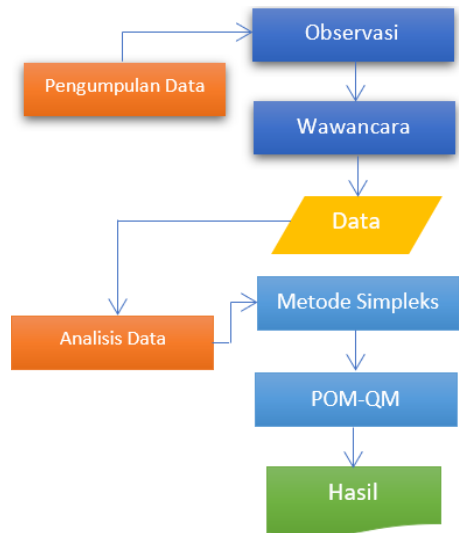 Observasi
Pengumpulan Data
Wawancara
Data
Metode Simpleks
Analisis Data
POM-QM
Hasil